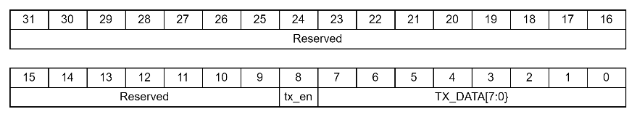 31 30 29 28 27 26 25 24 23 22 21 20 19 18 17 16
Reserved
15 14 13 12 11 10 9 8 7 6 5 4 3 2 1 0
Reserved tx_en TX_DATA[7:0}